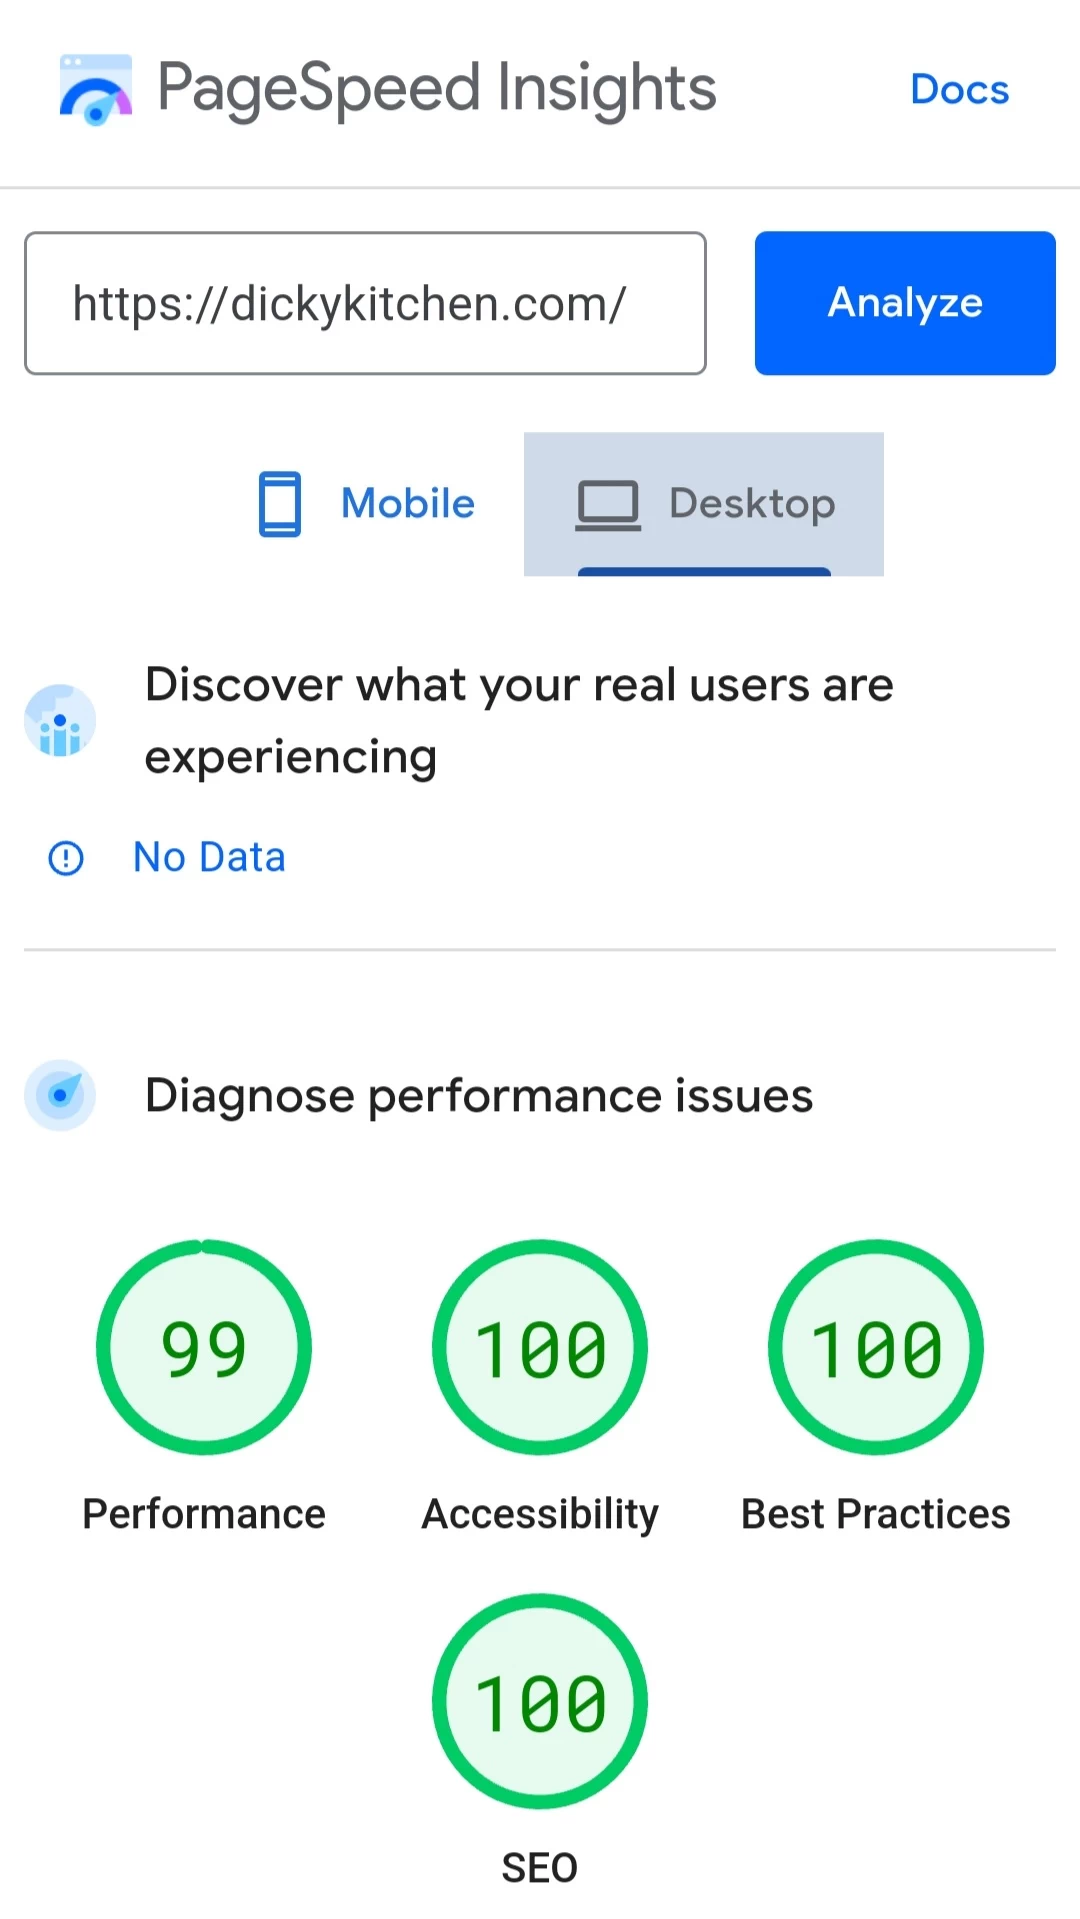 PageSpeed Insights
Docs
https://dickykitchen.com/
Analyze
Mobile
Desktop
Discover what your real users are
experiencing
No Data
Diagnose performance issues
99
100
100
Performance
Accessibility
Best Practices
100
SEO